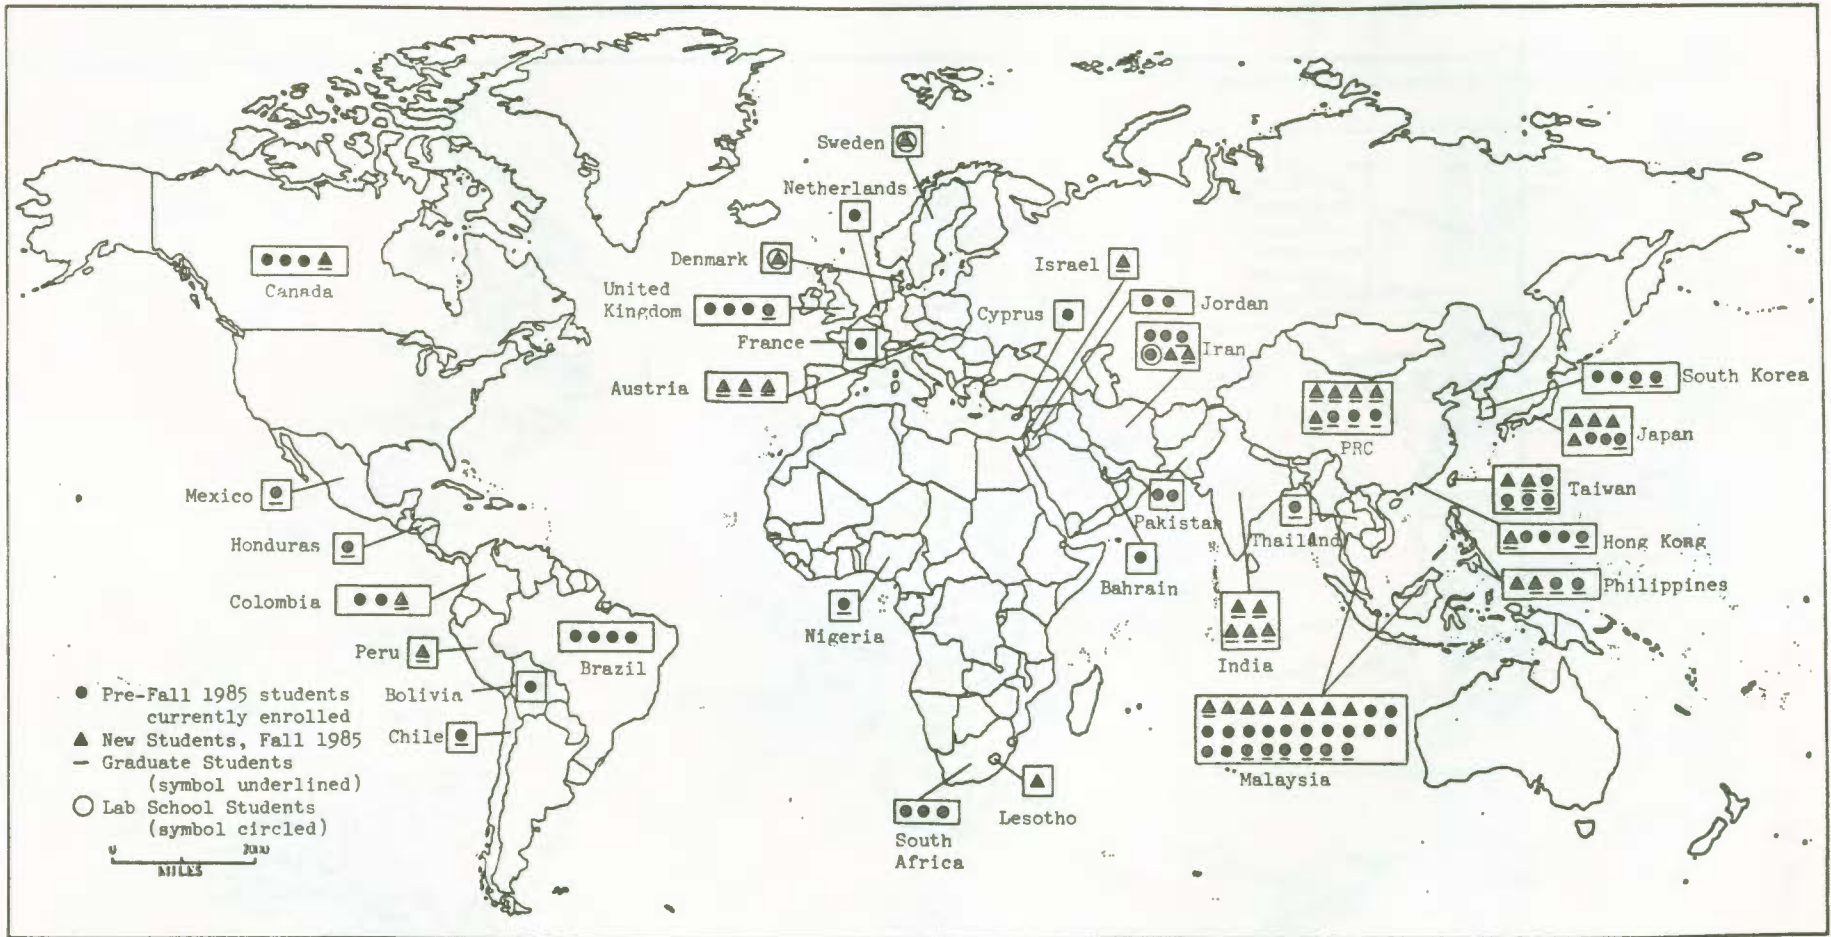 Sweden
Netherlands
Denmark
Israel
Canada
United
Kingdom
Cyprus
Jordan
France
Iran
Austria
South Korea
PRC
Japan
Mexico
Taiwan
Pakistan
Honduras
Thailand
Hong Kong
Bahrain
Philippines
Colombia
Nigeria
Peru
Brazil
India
Bolivia
Chile
Malaysia
Lesotho
South
Africa
Pre-Fall 1985 students
currently enrolled
New Students, Fall 1985
Graduate Students
(symbol underlined)
Lab School Students
(symbol circled)
0 2000
MILES